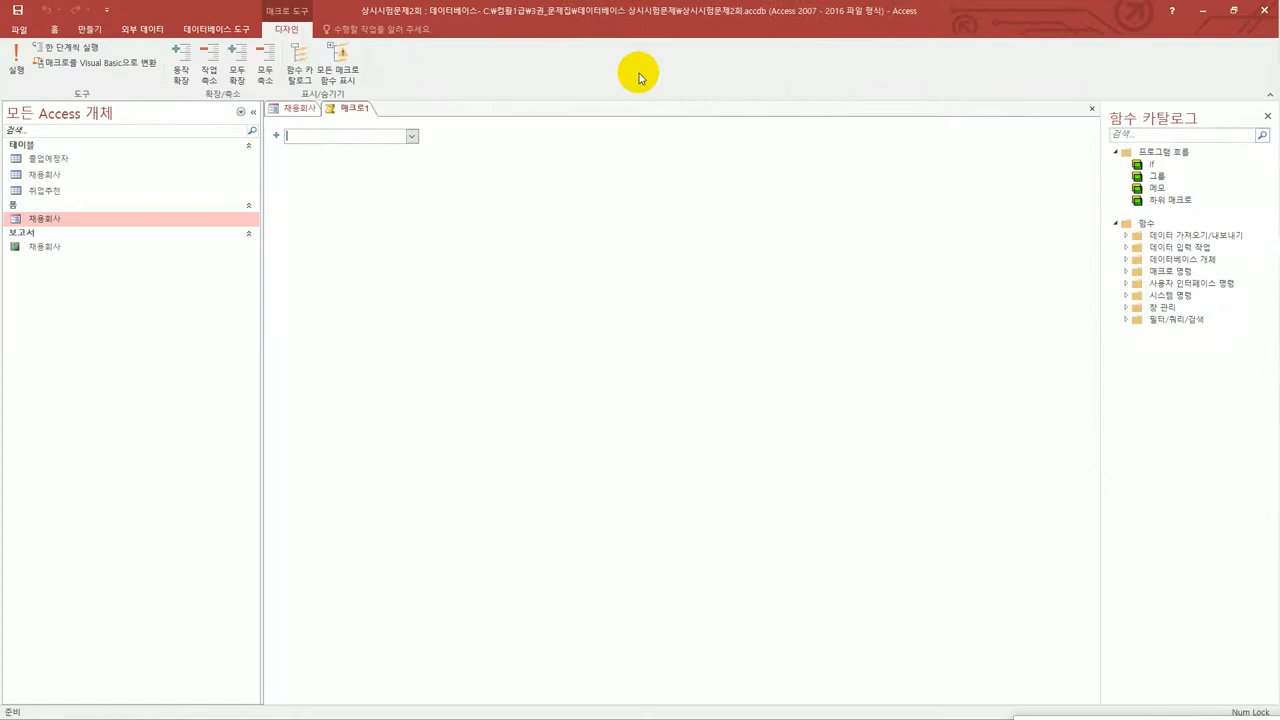 매크로 도구
상시시험문제2회 : 데이터베이스- C:₩컴활1급₩3권_문제집₩데이터베이스 상시시험문제₩상시시험문제2회.accdb (Access 2007 - 2016 파일 형식) - Access
파일 홈 만들기 외부 데이터 데이터베이스 도구 디자인 수행할 작업을 알려 주세요.
실행
한 단계씩 실행
매크로를 Visual Basic으로 변환
도구
동작 확장
작업 축소
모두 확장
모두 축소
확장/축소
함수 카탈로그
모든 매크로 함수 표시
표시/숨기기
모든 Access 개체
검색...
테이블
졸업예정자
채용회사
취업추천
폼
채용회사
보고서
채용회사
채용회사 매크로1
함수 카탈로그
검색...
프로그램 흐름
If
그룹
메모
하위 매크로
함수
데이터 가져오기/내보내기
데이터 입력 작업
데이터베이스 개체
매크로 명령
사용자 인터페이스 명령
시스템 명령
창 관리
필터/쿼리/검색
준비
Num Lock